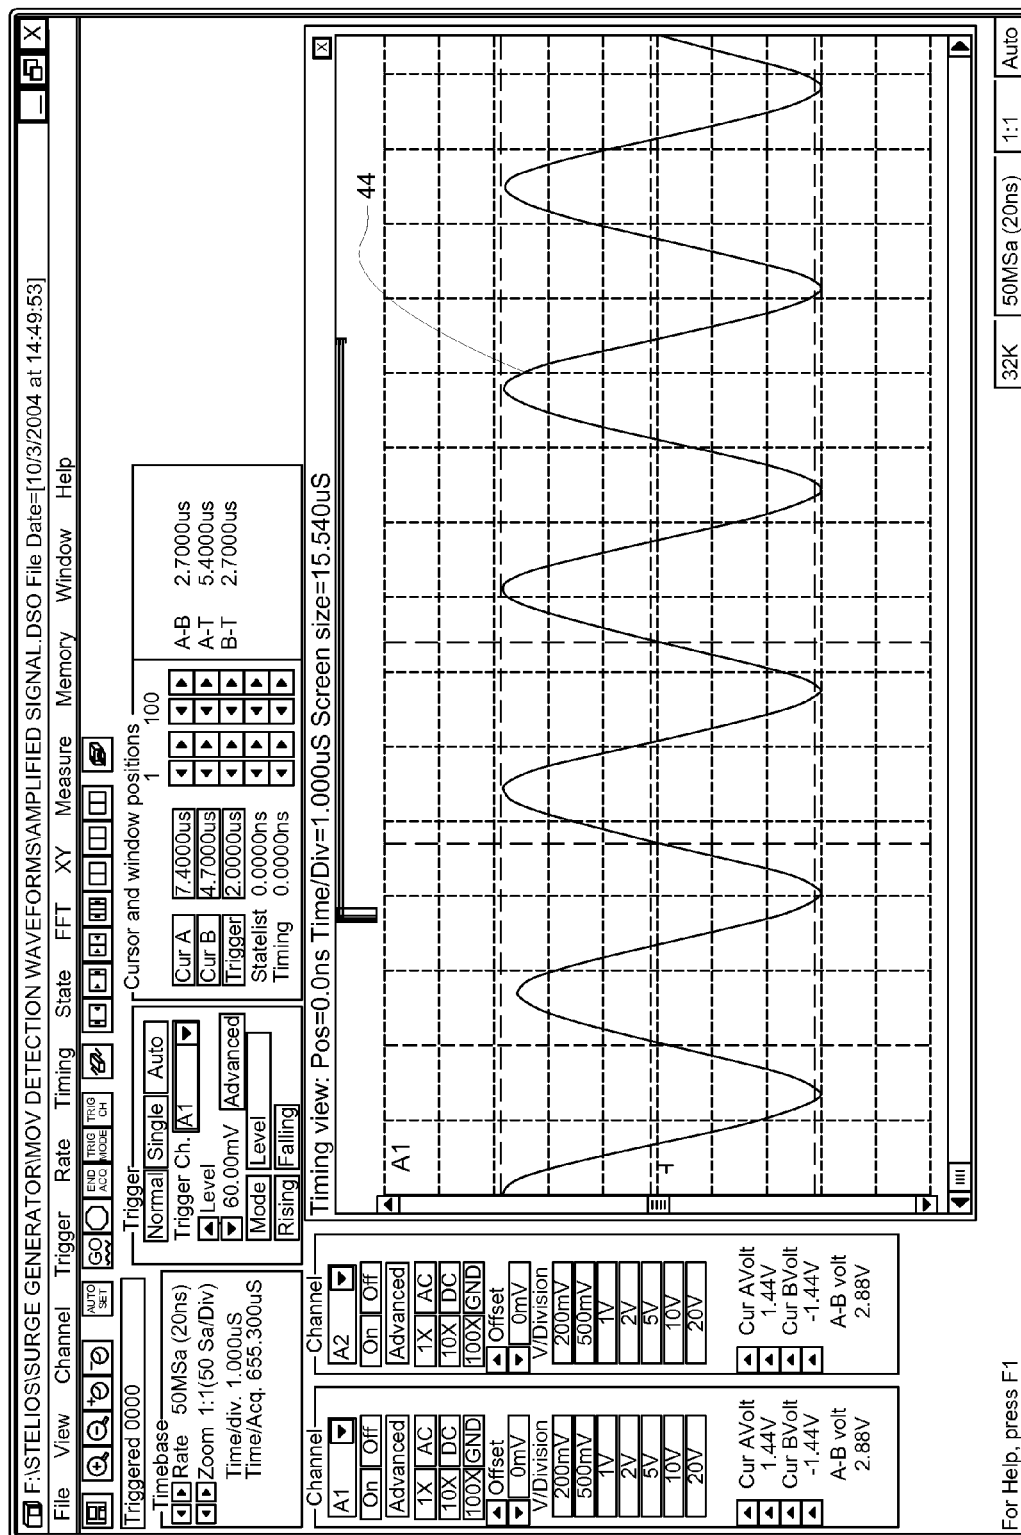 F:\STELIOS\SURGE GENERATOR\MOV DETECTION WAVEFORMS\AMPLIFIED SIGNAL.DSO File Date=[10/3/2004 at 14:49:53]
File View Channel Trigger Rate Timing State FFT XY Measure Memory Window Help
AUTO SET GO END ACQ TRIG MODE TRIG CH
Triggered 0000
Timebase
Rate 50MSa (20ns)
Zoom 1:1(50 Sa/Div)
Time/div. 1.000uS
Time/Acq. 655.300uS
Trigger
Normal Single Auto
Trigger Ch. A1
Level
60.00mV Advanced
Mode Level
Rising Falling
Cursor and window positions
1 100
Cur A 7.4000us
Cur B 4.7000us
Trigger 2.0000us
Statelist 0.0000ns
Timing 0.0000ns
A-B 2.7000us
A-T 5.4000us
B-T 2.7000us
Channel
A1
On Off
Advanced
1X AC
10X DC
100X GND
Offset
0mV
V/Division
200mV
500mV
1V
2V
5V
10V
20V
Cur AVolt
1.44V
Cur BVolt
-1.44V
A-B volt
2.88V
Channel
A2
On Off
Advanced
1X AC
10X DC
100X GND
Offset
0mV
V/Division
200mV
500mV
1V
2V
5V
10V
20V
Cur AVolt
1.44V
Cur BVolt
-1.44V
A-B volt
2.88V
Timing view: Pos=0.0ns Time/Div=1.000uS Screen size=15.540uS
A1
T
44
For Help, press F1
32K 50MSa (20ns) 1:1 Auto